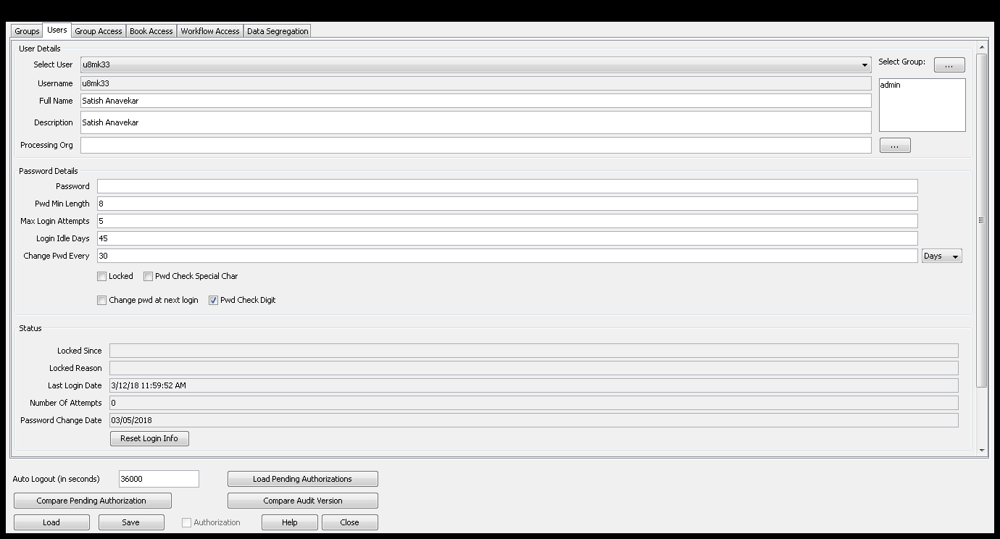 Groups Users Group Access Book Access Workflow Access Data Segregation
User Details
Select User u8mk33 Select Group: ...
Username u8mk33 admin
Full Name Satish Anavekar
Description Satish Anavekar
Processing Org ...
Password Details
Password
Pwd Min Length 8
Max Login Attempts 5
Login Idle Days 45
Change Pwd Every 30 Days
Locked Pwd Check Special Char
Change pwd at next login Pwd Check Digit
Status
Locked Since
Locked Reason
Last Login Date 3/12/18 11:59:52 AM
Number Of Attempts 0
Password Change Date 03/05/2018
Reset Login Info
Auto Logout (in seconds) 36000 Load Pending Authorizations
Compare Pending Authorization Compare Audit Version
Load Save Authorization Help Close